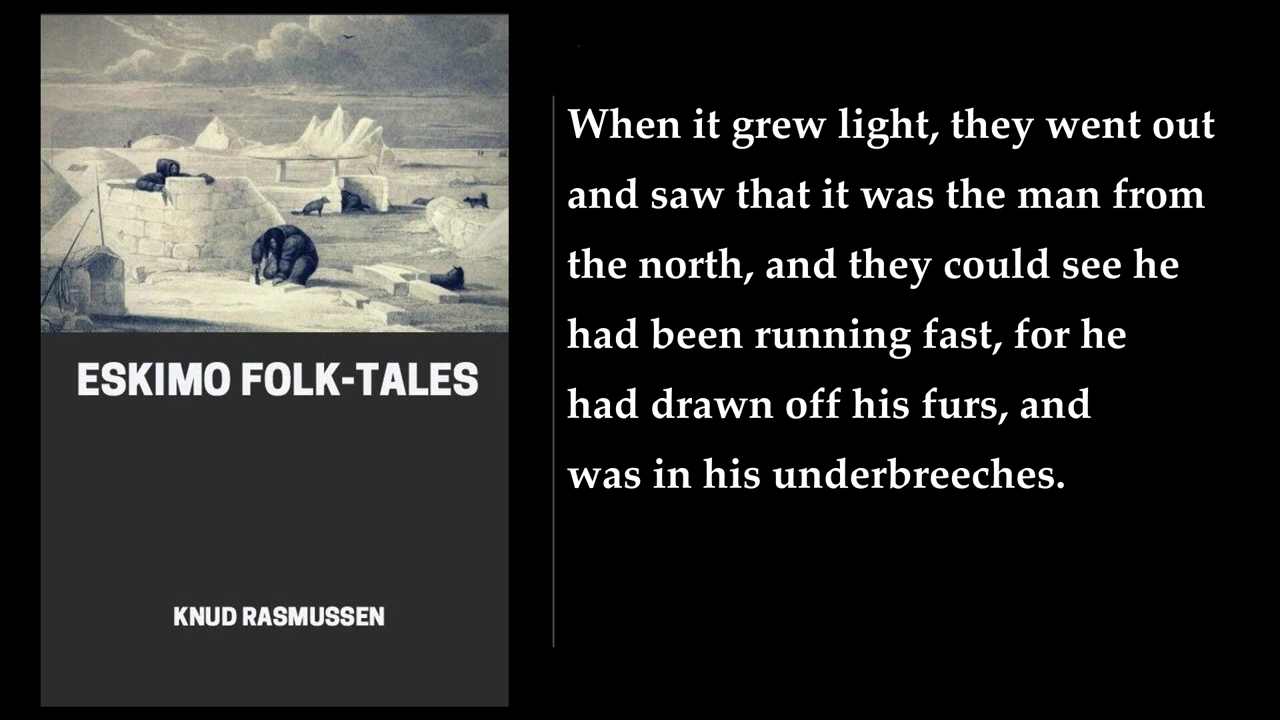 ESKIMO FOLK-TALES
KNUD RASMUSSEN
When it grew light, they went out
and saw that it was the man from
the north, and they could see he
had been running fast, for he
had drawn off his furs, and
was in his underbreeches.